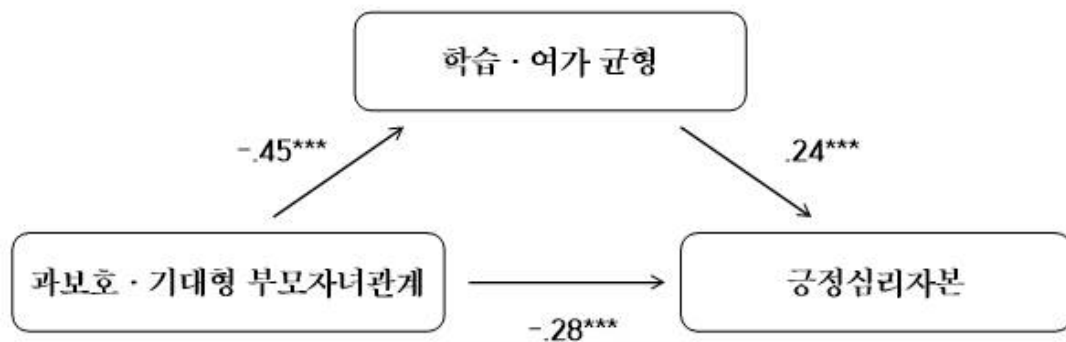 학습 · 여가 균형
-.45***
.24***
과보호 · 기대형 부모자녀관계
긍정심리자본
-.28***